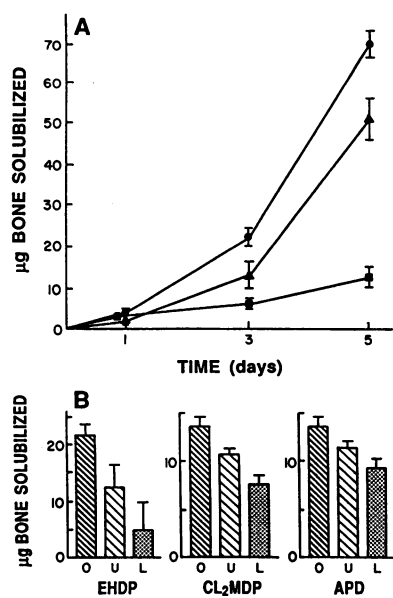 A
µg BONE SOLUBILIZED
70
60
50
40
30
20
10
0
1 3 5
TIME (days)
B
µg BONE SOLUBILIZED
20
10
0
O U L
EHDP
10
0
O U L
CL₂MDP
10
0
O U L
APD